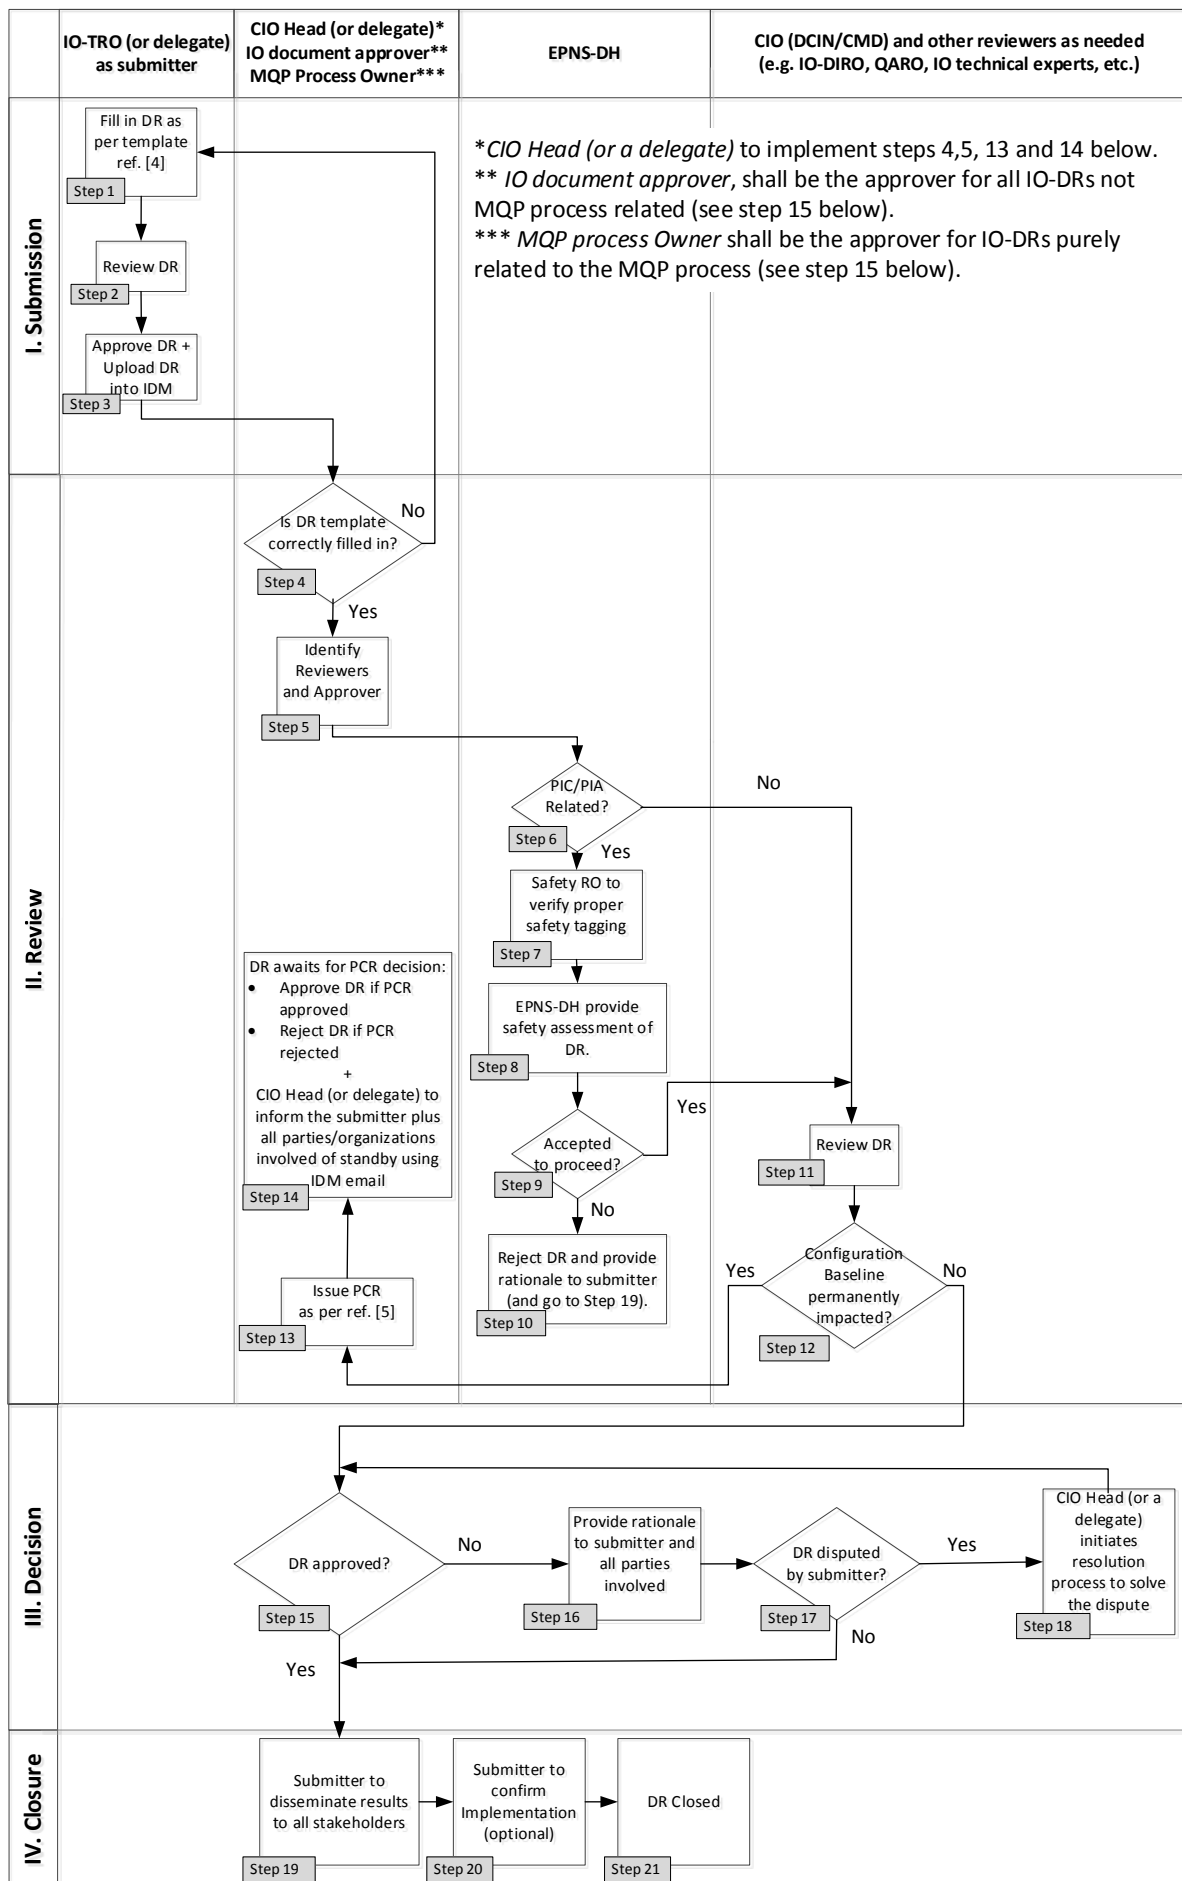 IO-TRO (or delegate)
as submitter
CIO Head (or delegate)*
IO document approver**
MQP Process Owner***
EPNS-DH
CIO (DCIN/CMD) and other reviewers as needed
(e.g. IO-DIRO, QARO, IO technical experts, etc.)
I. Submission
Fill in DR as
per template
ref. [4]
Step 1
Review DR
Step 2
Approve DR +
Upload DR
into IDM
Step 3
*CIO Head (or a delegate) to implement steps 4,5, 13 and 14 below.
** IO document approver, shall be the approver for all IO-DRs not
MQP process related (see step 15 below).
*** MQP process Owner shall be the approver for IO-DRs purely
related to the MQP process (see step 15 below).
II. Review
Is DR template
correctly filled in?
Step 4
No
Yes
Identify
Reviewers
and Approver
Step 5
PIC/PIA
Related?
Step 6
No
Yes
Safety RO to
verify proper
safety tagging
Step 7
EPNS-DH provide
safety assessment of
DR.
Step 8
Accepted
to proceed?
Step 9
Yes
No
Reject DR and provide
rationale to submitter
(and go to Step 19).
Step 10
Review DR
Step 11
Configuration
Baseline
permanently
impacted?
Step 12
Yes
No
Issue PCR
as per ref. [5]
Step 13
DR awaits for PCR decision:
• Approve DR if PCR
approved
• Reject DR if PCR
rejected
+
CIO Head (or delegate) to
inform the submitter plus
all parties/organizations
involved of standby using
IDM email
Step 14
III. Decision
DR approved?
Step 15
No
Yes
Provide rationale
to submitter and
all parties
involved
Step 16
DR disputed
by submitter?
Step 17
Yes
No
CIO Head (or a
delegate)
initiates
resolution
process to solve
the dispute
Step 18
IV. Closure
Submitter to
disseminate results
to all stakeholders
Step 19
Submitter to
confirm
Implementation
(optional)
Step 20
DR Closed
Step 21